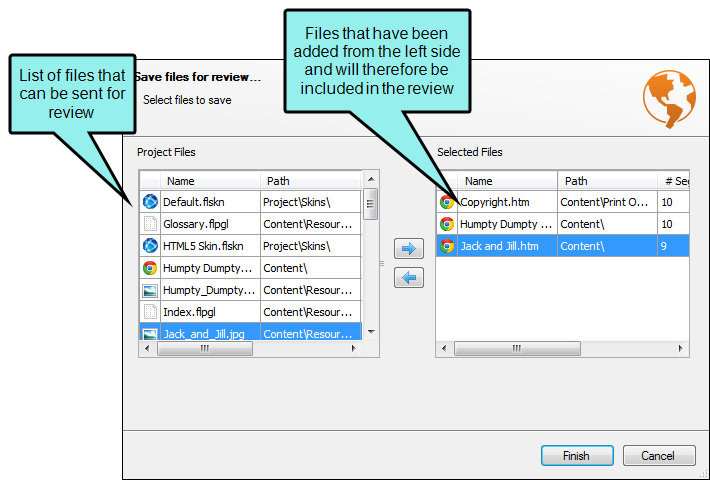 List of files that
can be sent for
review
Files that have been
added from the left side
and will therefore be
included in the review
Save files for review...
Select files to save
Project Files
Name Path
Default.flskn Project\Skins\
Glossary.flpgl Content\Resour...
HTML5 Skin.flskn Project\Skins\
Humpty Dumpty... Content\
Humpty_Dumpty... Content\Resour...
Index.flpgl Content\Resour...
Jack_and_Jill.jpg Content\Resour...
Selected Files
Name Path # Seg
Copyright.htm Content\Print O... 10
Humpty Dumpty ... Content\ 10
Jack and Jill.htm Content\ 9
Finish Cancel